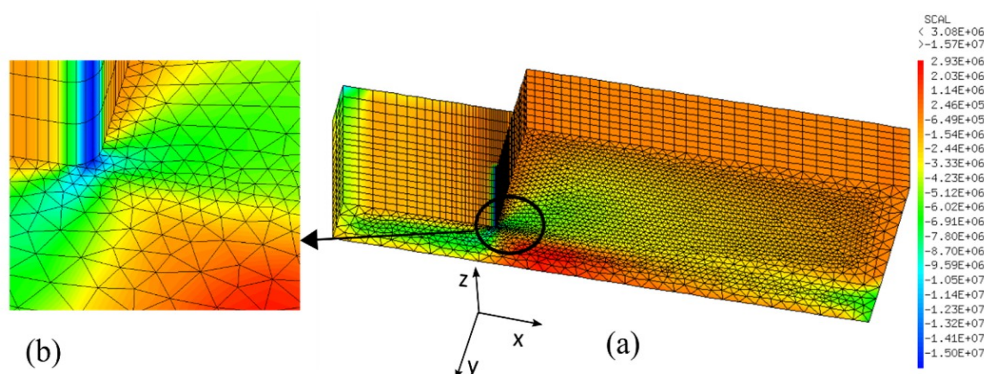 SCAL
< 3.08E+06
>-1.57E+07
2.93E+06
2.03E+06
1.14E+06
2.46E+05
-6.49E+05
-1.54E+06
-2.44E+06
-3.33E+06
-4.23E+06
-5.12E+06
-6.02E+06
-6.91E+06
-7.80E+06
-8.70E+06
-9.59E+06
-1.05E+07
-1.14E+07
-1.23E+07
-1.32E+07
-1.41E+07
-1.50E+07
z
x
y
(a)
(b)